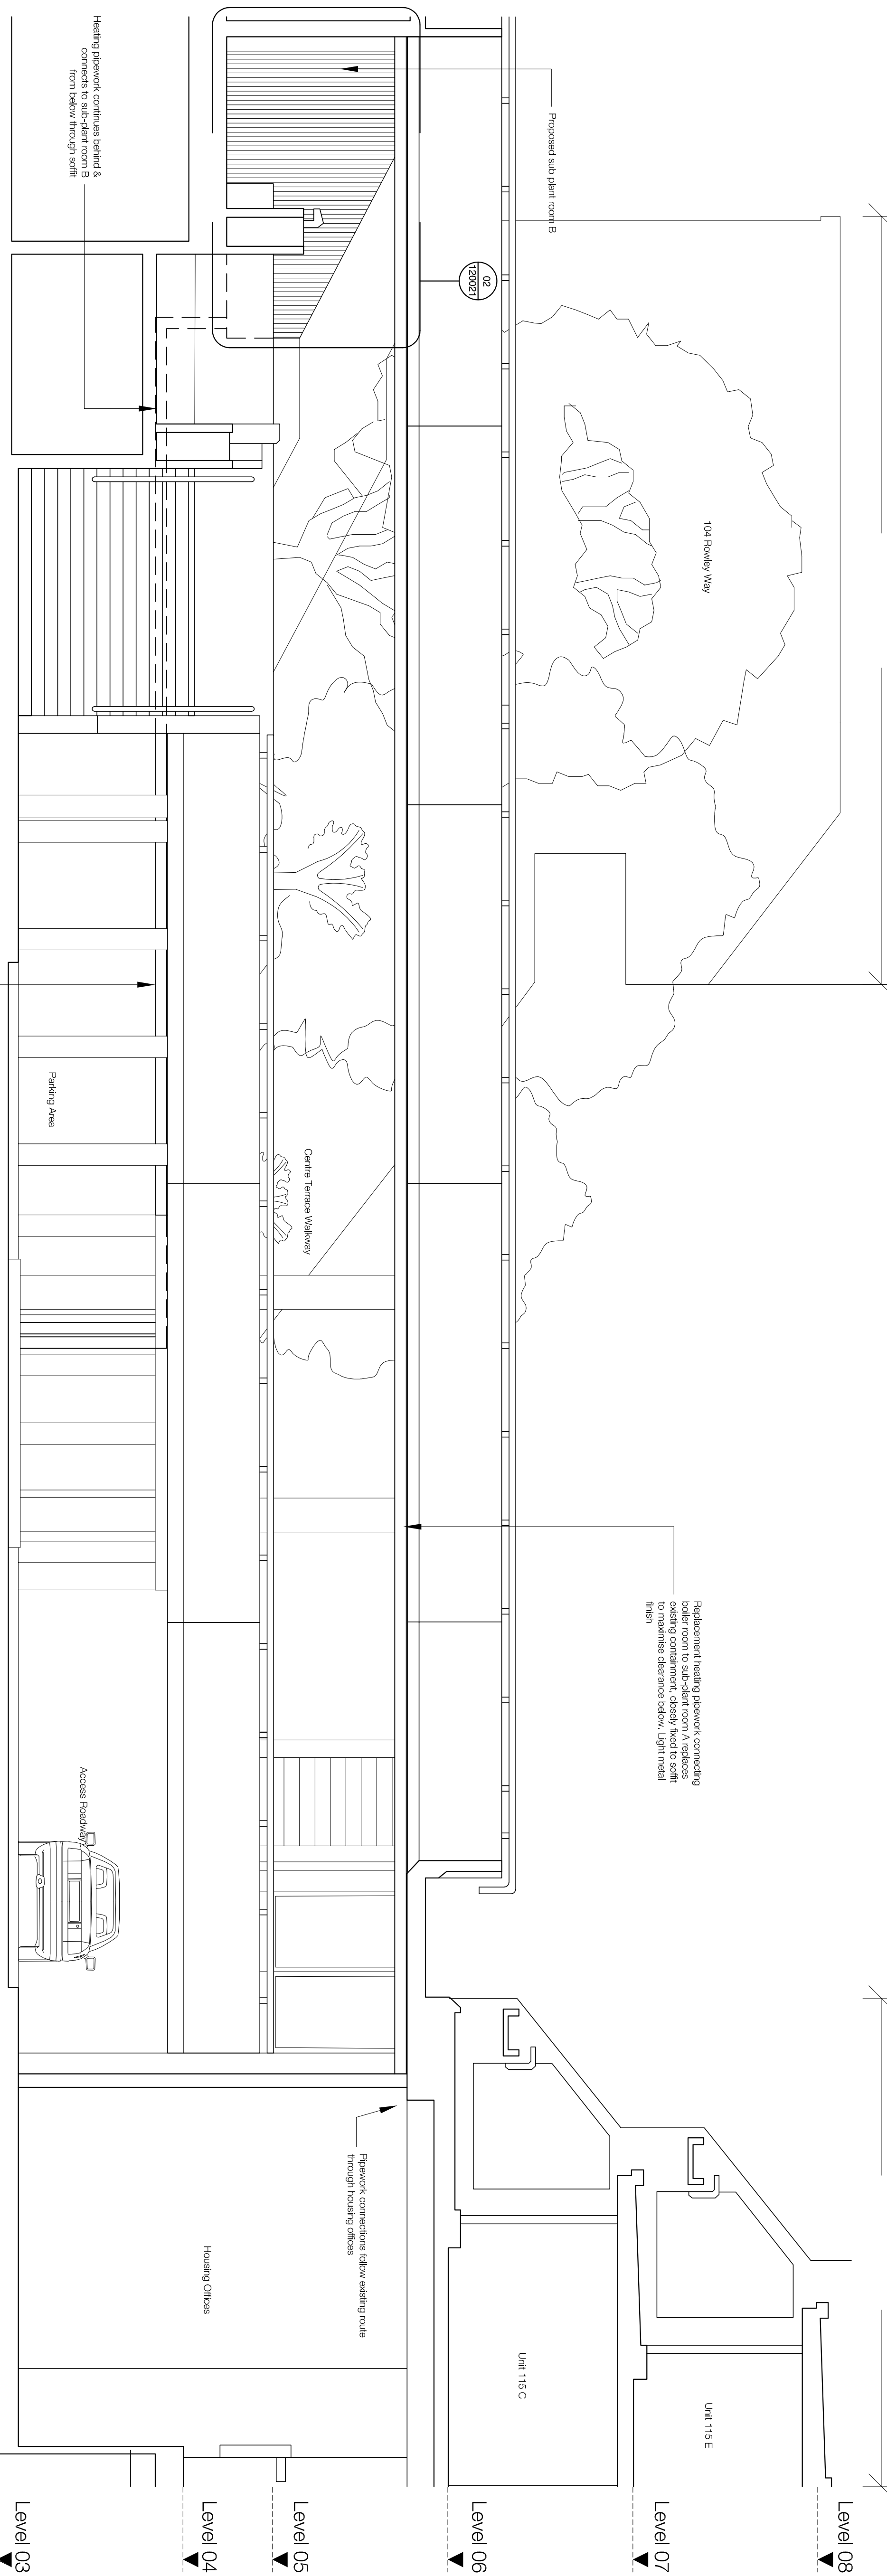 Proposed sub plant room B
02
120021
104 Rowley Way
Heating pipework continues behind &
connects to sub-plant room B
from below through soffit
Replacement heating pipework connecting
boiler room to sub-plant room A replaces
existing containment, closely fixed to soffit
to maximise clearance below. Light metal
finish
Centre Terrace Walkway
Parking Area
Access Roadway
Pipework connections follow existing route
through housing offices
Housing Offices
Unit 115 C
Unit 115 E
Level 08
Level 07
Level 06
Level 05
Level 04
Level 03